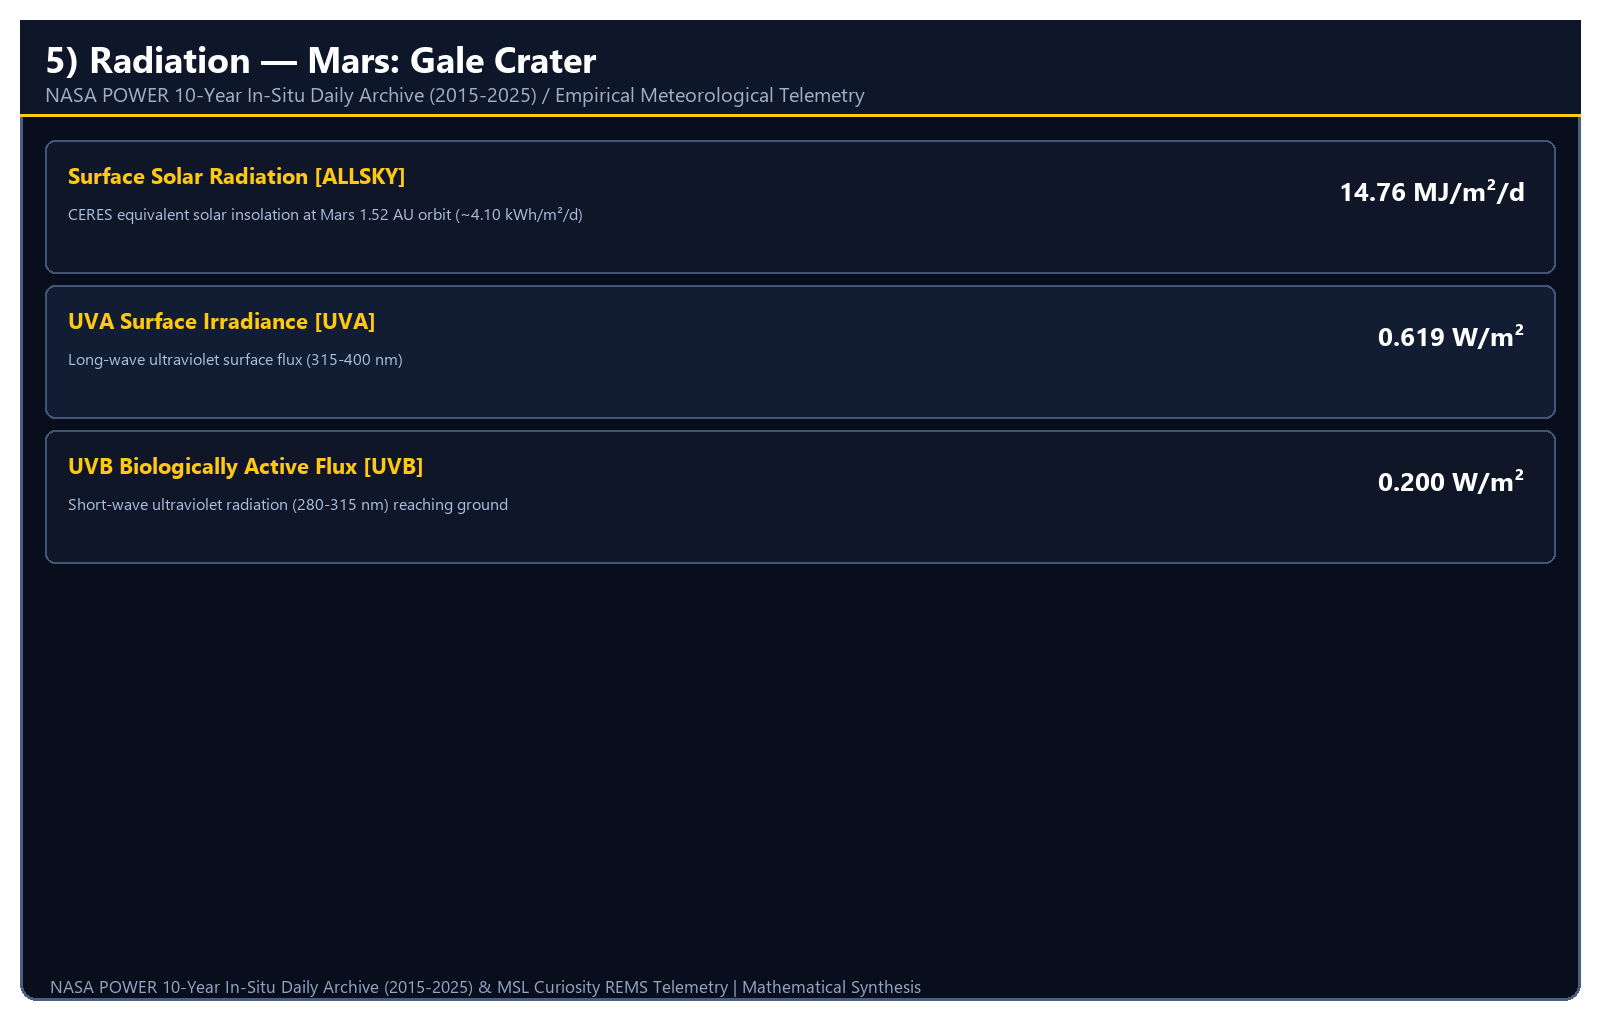 5) Radiation — Mars: Gale Crater
NASA POWER 10-Year In-Situ Daily Archive (2015-2025) / Empirical Meteorological Telemetry
Surface Solar Radiation [ALLSKY]
14.76 MJ/m²/d
CERES equivalent solar insolation at Mars 1.52 AU orbit (~4.10 kWh/m²/d)
UVA Surface Irradiance [UVA]
0.619 W/m²
Long-wave ultraviolet surface flux (315-400 nm)
UVB Biologically Active Flux [UVB]
0.200 W/m²
Short-wave ultraviolet radiation (280-315 nm) reaching ground
NASA POWER 10-Year In-Situ Daily Archive (2015-2025) & MSL Curiosity REMS Telemetry | Mathematical Synthesis